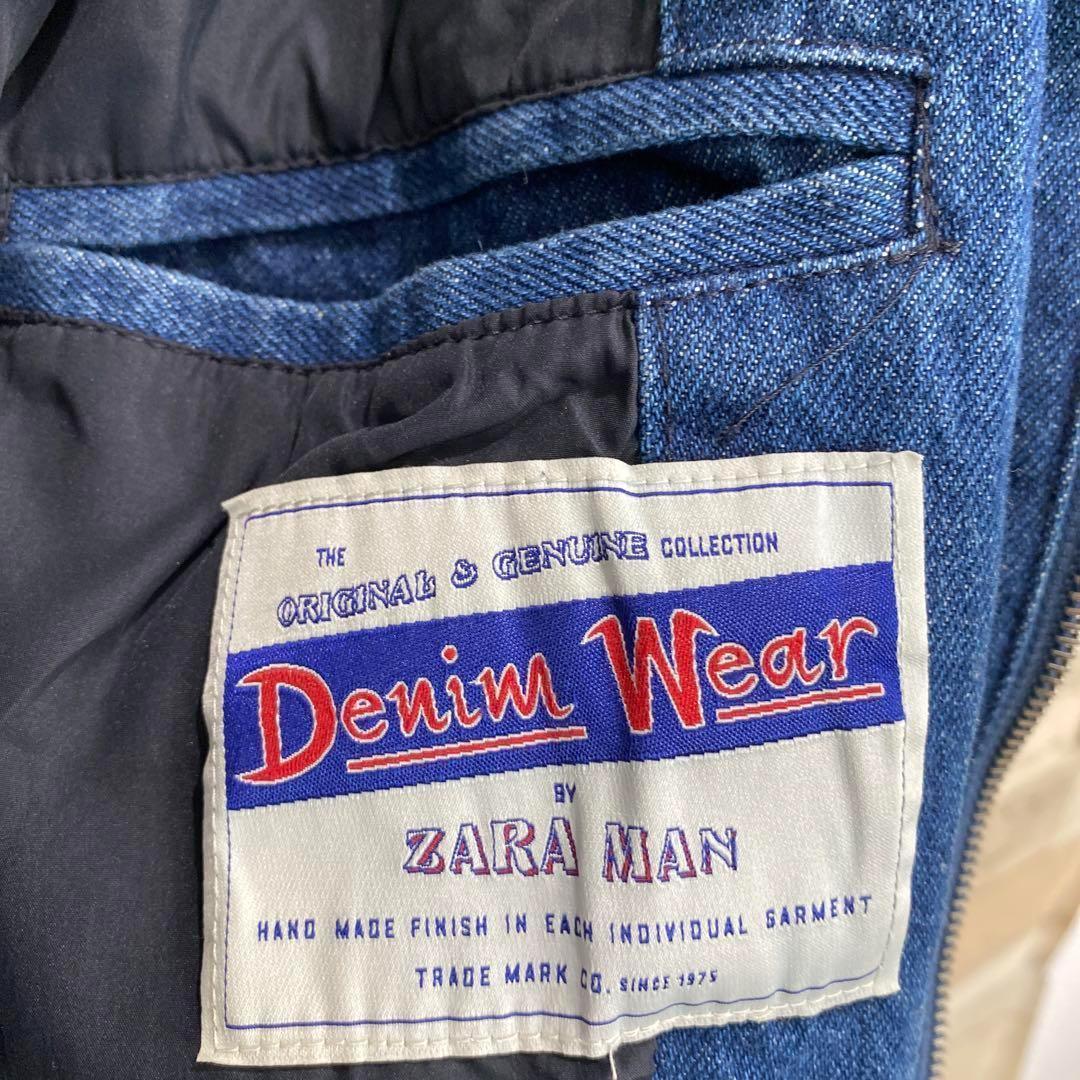 THE ORIGINAL & GENUINE COLLECTION
Denim Wear
BY
ZARA MAN
HAND MADE FINISH IN EACH INDIVIDUAL GARMENT
TRADE MARK CO. SINCE 1975